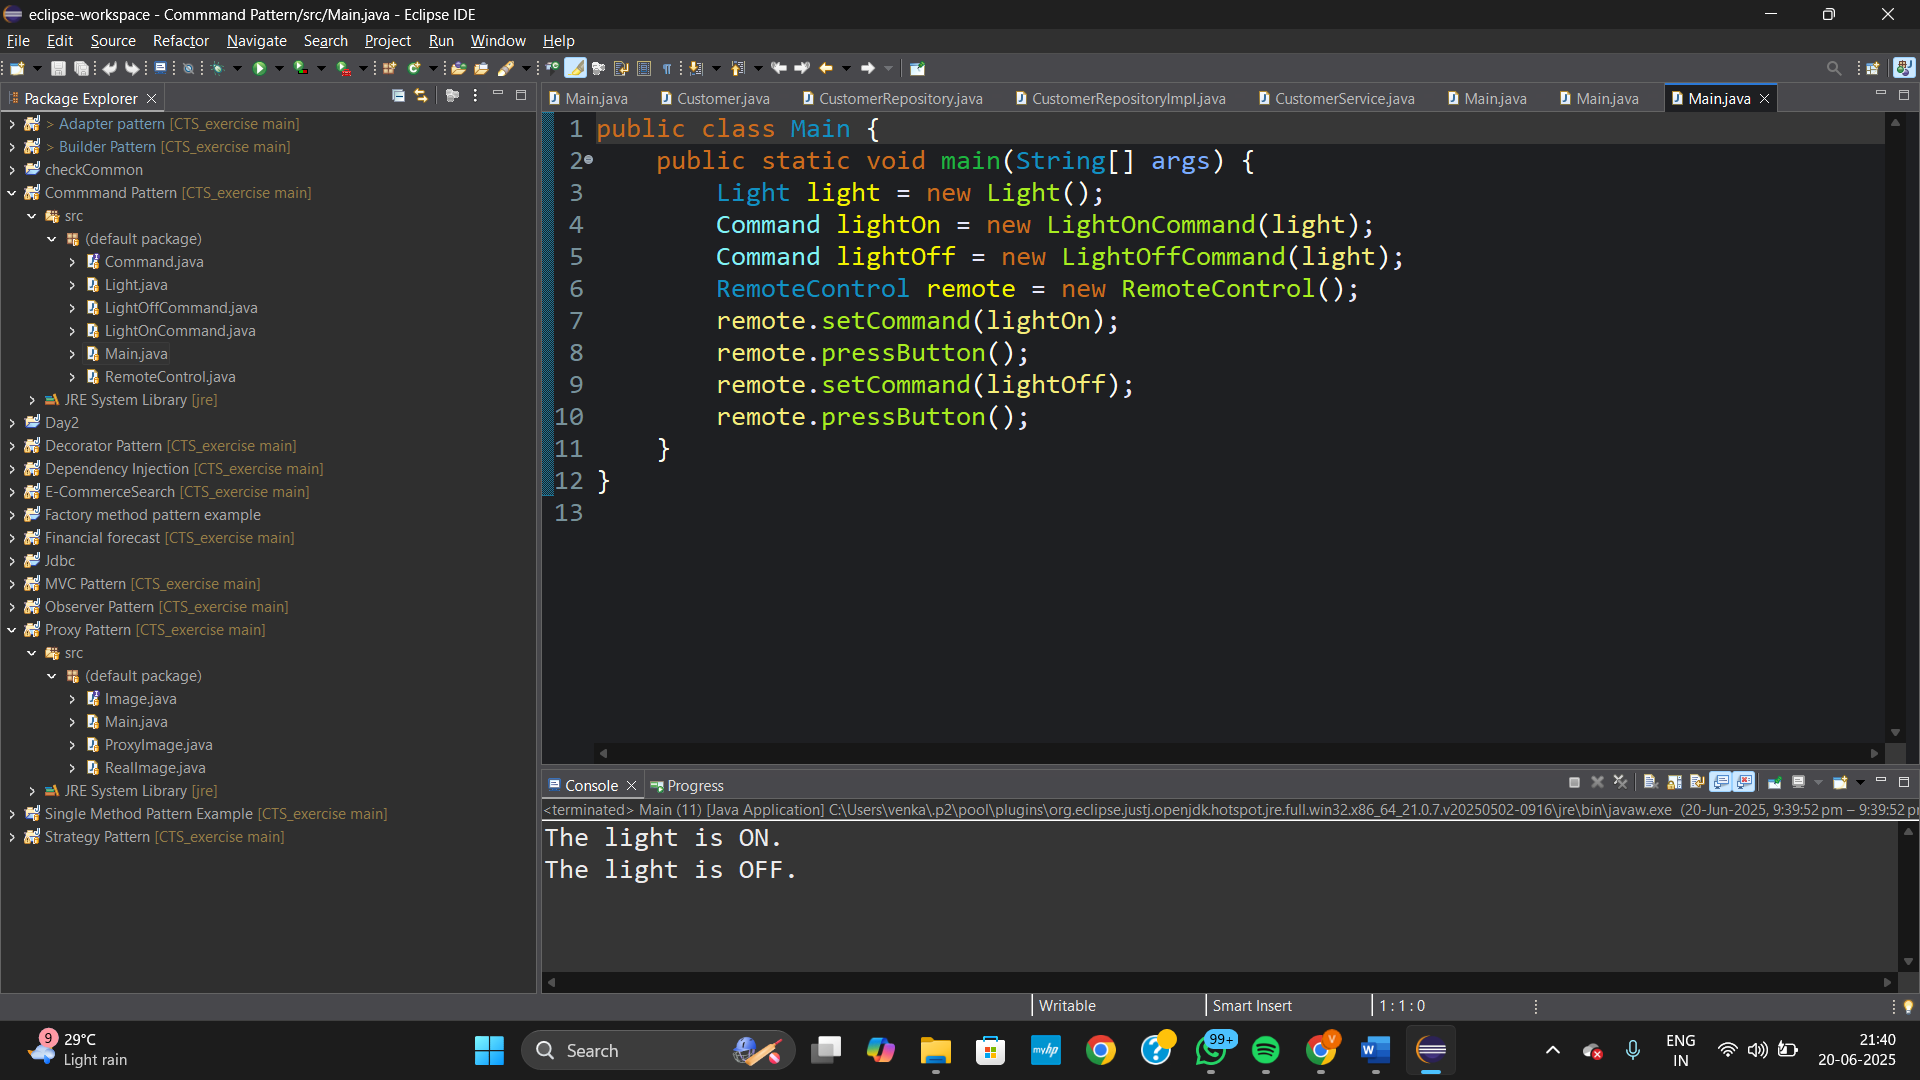 eclipse-workspace - Commmand Pattern/src/Main.java - Eclipse IDE
File Edit Source Refactor Navigate Search Project Run Window Help
Package Explorer
> Adapter pattern [CTS_exercise main]
> Builder Pattern [CTS_exercise main]
checkCommon
Commmand Pattern [CTS_exercise main]
src
(default package)
Command.java
Light.java
LightOffCommand.java
LightOnCommand.java
Main.java
RemoteControl.java
JRE System Library [jre]
Day2
Decorator Pattern [CTS_exercise main]
Dependency Injection [CTS_exercise main]
E-CommerceSearch [CTS_exercise main]
Factory method pattern example
Financial forecast [CTS_exercise main]
Jdbc
MVC Pattern [CTS_exercise main]
Observer Pattern [CTS_exercise main]
Proxy Pattern [CTS_exercise main]
src
(default package)
Image.java
Main.java
ProxyImage.java
RealImage.java
JRE System Library [jre]
Single Method Pattern Example [CTS_exercise main]
Strategy Pattern [CTS_exercise main]
Main.java Customer.java CustomerRepository.java CustomerRepositoryImpl.java CustomerService.java Main.java Main.java Main.java
1 public class Main {
2 public static void main(String[] args) {
3 Light light = new Light();
4 Command lightOn = new LightOnCommand(light);
5 Command lightOff = new LightOffCommand(light);
6 RemoteControl remote = new RemoteControl();
7 remote.setCommand(lightOn);
8 remote.pressButton();
9 remote.setCommand(lightOff);
10 remote.pressButton();
11 }
12 }
13
Console Progress
<terminated> Main (11) [Java Application] C:\Users\venka\.p2\pool\plugins\org.eclipse.justj.openjdk.hotspot.jre.full.win32.x86_64_21.0.7.v20250502-0916\jre\bin\javaw.exe (20-Jun-2025, 9:39:52 pm – 9:39:52 pr
The light is ON.
The light is OFF.
Writable Smart Insert 1 : 1 : 0
9 29°C
Light rain
Search
myhp
99+
V
ENG
IN
21:40
20-06-2025